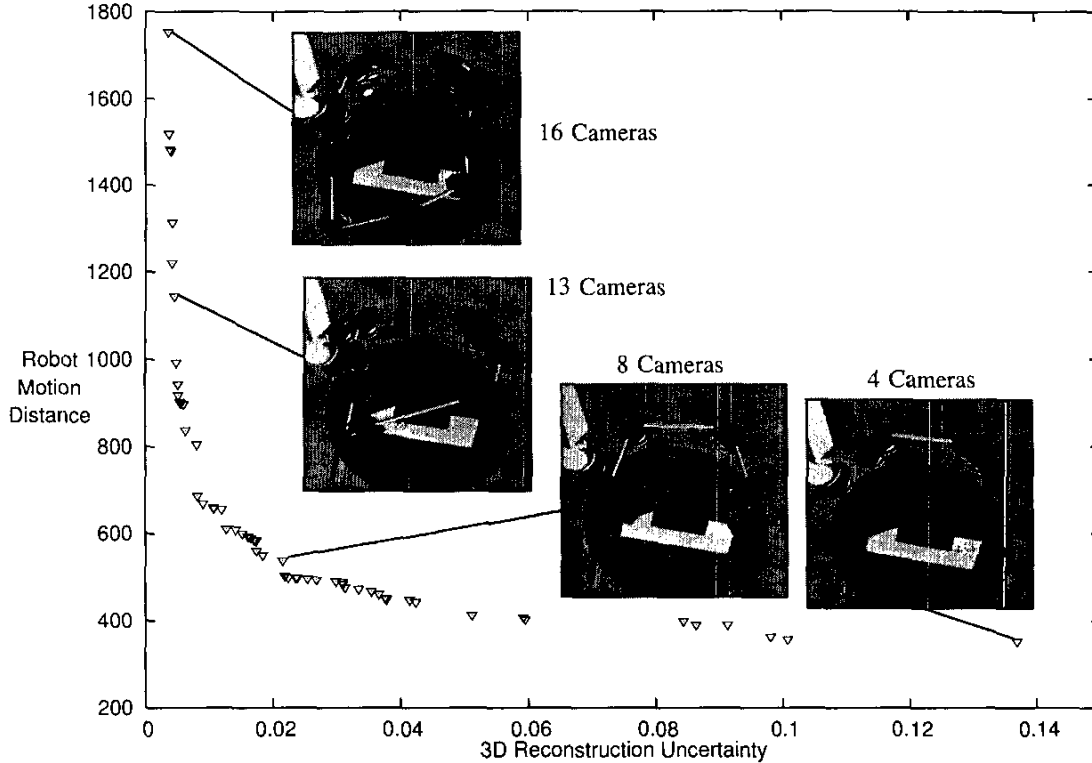 1800
1600
1400
1200
1000
800
600
400
200
Robot
Motion
Distance
16 Cameras
13 Cameras
8 Cameras
4 Cameras
0 0.02 0.04 0.06 0.08 0.1 0.12 0.14
3D Reconstruction Uncertainty